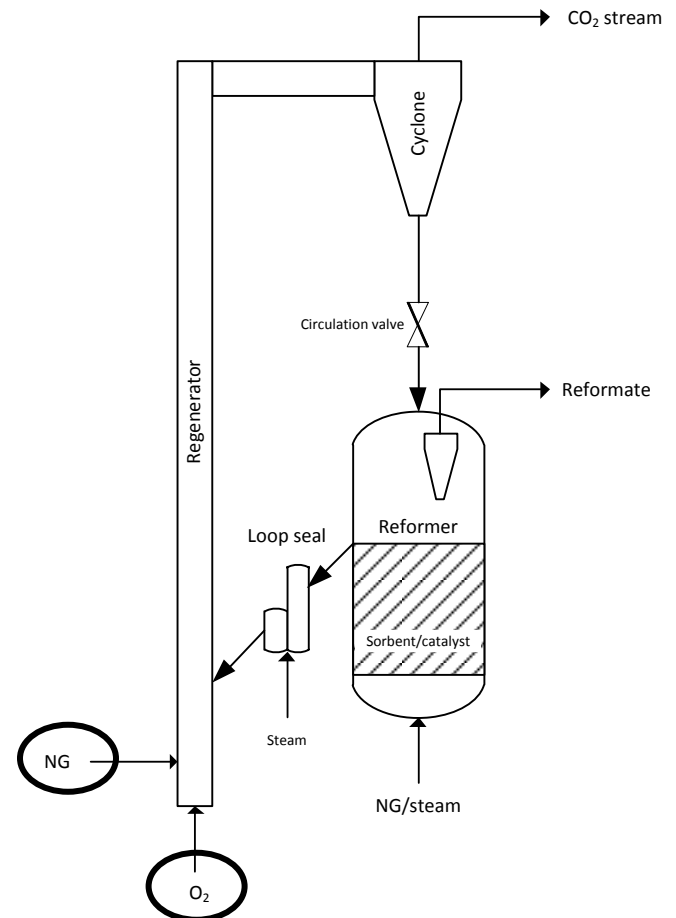 CO₂ stream
Cyclone
Circulation valve
Regenerator
Reformate
Reformer
Loop seal
Sorbent/catalyst
Steam
NG
NG/steam
O₂